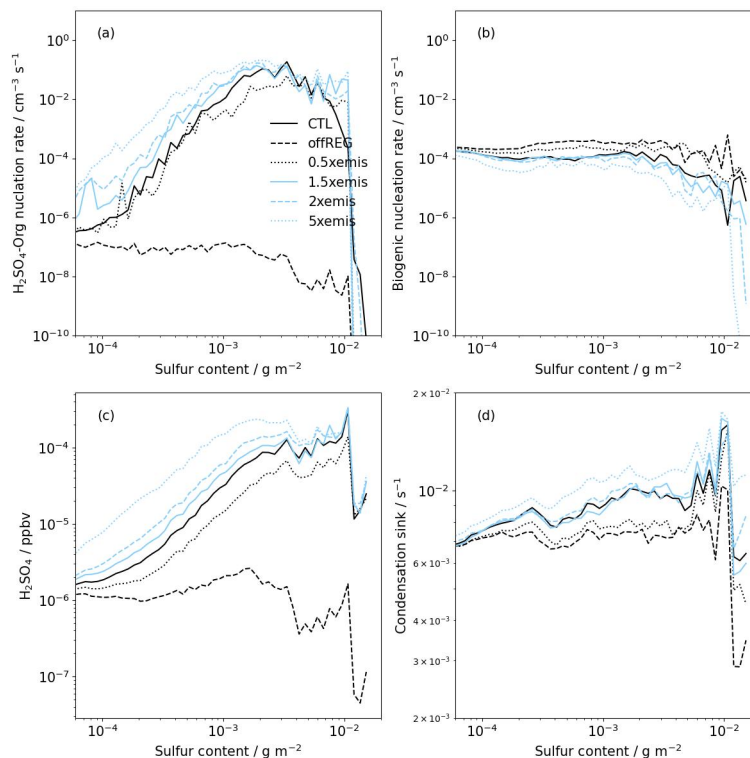 (a)
H₂SO₄-Org nuclation rate / cm⁻³ s⁻¹
10⁰
10⁻²
10⁻⁴
10⁻⁶
10⁻⁸
10⁻¹⁰
CTL
offREG
0.5xemis
1.5xemis
2xemis
5xemis
10⁻⁴ 10⁻³ 10⁻²
Sulfur content / g m⁻²
(b)
Biogenic nucleation rate / cm⁻³ s⁻¹
10⁰
10⁻²
10⁻⁴
10⁻⁶
10⁻⁸
10⁻¹⁰
10⁻⁴ 10⁻³ 10⁻²
Sulfur content / g m⁻²
(c)
H₂SO₄ / ppbv
10⁻⁴
10⁻⁵
10⁻⁶
10⁻⁷
10⁻⁴ 10⁻³ 10⁻²
Sulfur content / g m⁻²
(d)
Condensation sink / s⁻¹
2 × 10⁻²
10⁻²
6 × 10⁻³
4 × 10⁻³
3 × 10⁻³
2 × 10⁻³
10⁻⁴ 10⁻³ 10⁻²
Sulfur content / g m⁻²